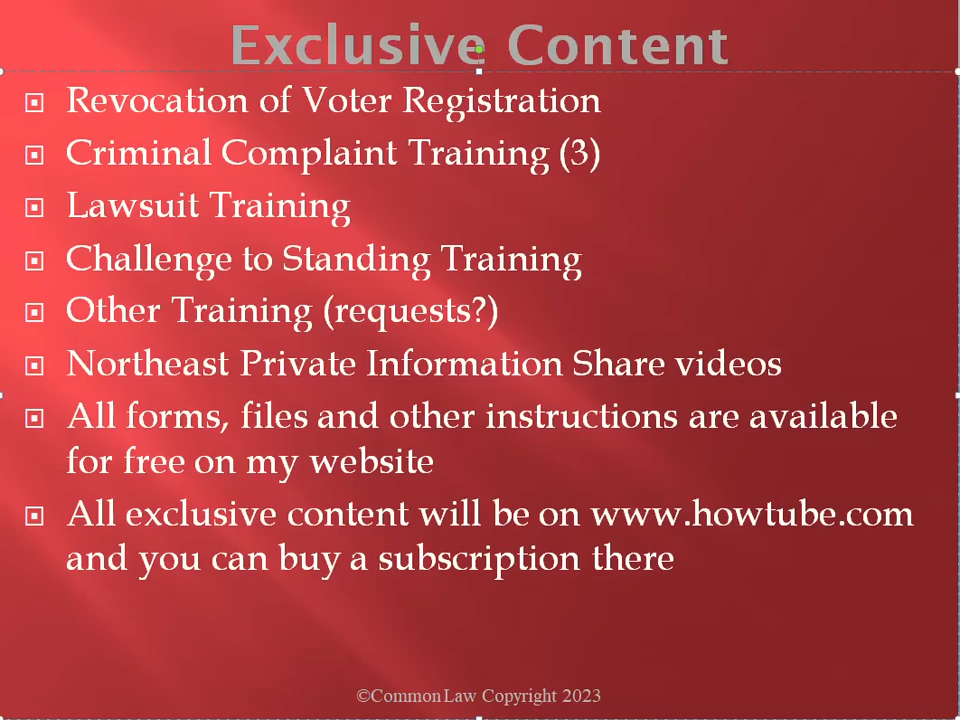 Exclusive Content
Revocation of Voter Registration
Criminal Complaint Training (3)
Lawsuit Training
Challenge to Standing Training
Other Training (requests?)
Northeast Private Information Share videos
All forms, files and other instructions are available
for free on my website
All exclusive content will be on www.howtube.com
and you can buy a subscription there
©Common Law Copyright 2023